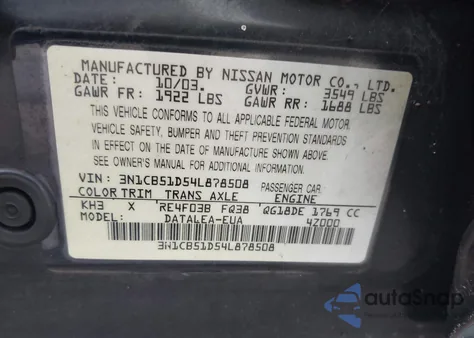 MANUFACTURED BY NISSAN MOTOR CO., LTD.
DATE: 10/03. GVWR: 3549 LBS
GAWR FR: 1922 LBS GAWR RR: 1688 LBS
THIS VEHICLE CONFORMS TO ALL APPLICABLE FEDERAL MOTOR
VEHICLE SAFETY, BUMPER AND THEFT PREVENTION STANDARDS
IN EFFECT ON THE DATE OF MANUFACTURE SHOWN ABOVE.
SEE OWNER'S MANUAL FOR MORE INFORMATION.
VIN: 3N1CB51D54L878508 PASSENGER CAR
COLOR TRIM TRANS AXLE ENGINE
KH3 X RE4F03B FQ38 QG18DE 1769 CC
MODEL: DATALEA-EUA 42000
3N1CB51D54L878508
autoSnap